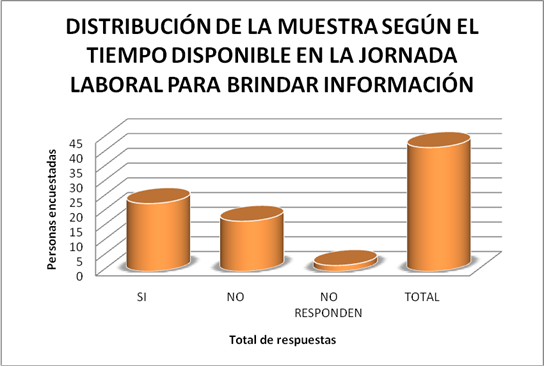 DISTRIBUCIÓN DE LA MUESTRA SEGÚN EL
TIEMPO DISPONIBLE EN LA JORNADA
LABORAL PARA BRINDAR INFORMACIÓN
Personas encuestadas
45
40
35
30
25
20
15
10
5
0
SI
NO
NO
RESPONDEN
TOTAL
Total de respuestas